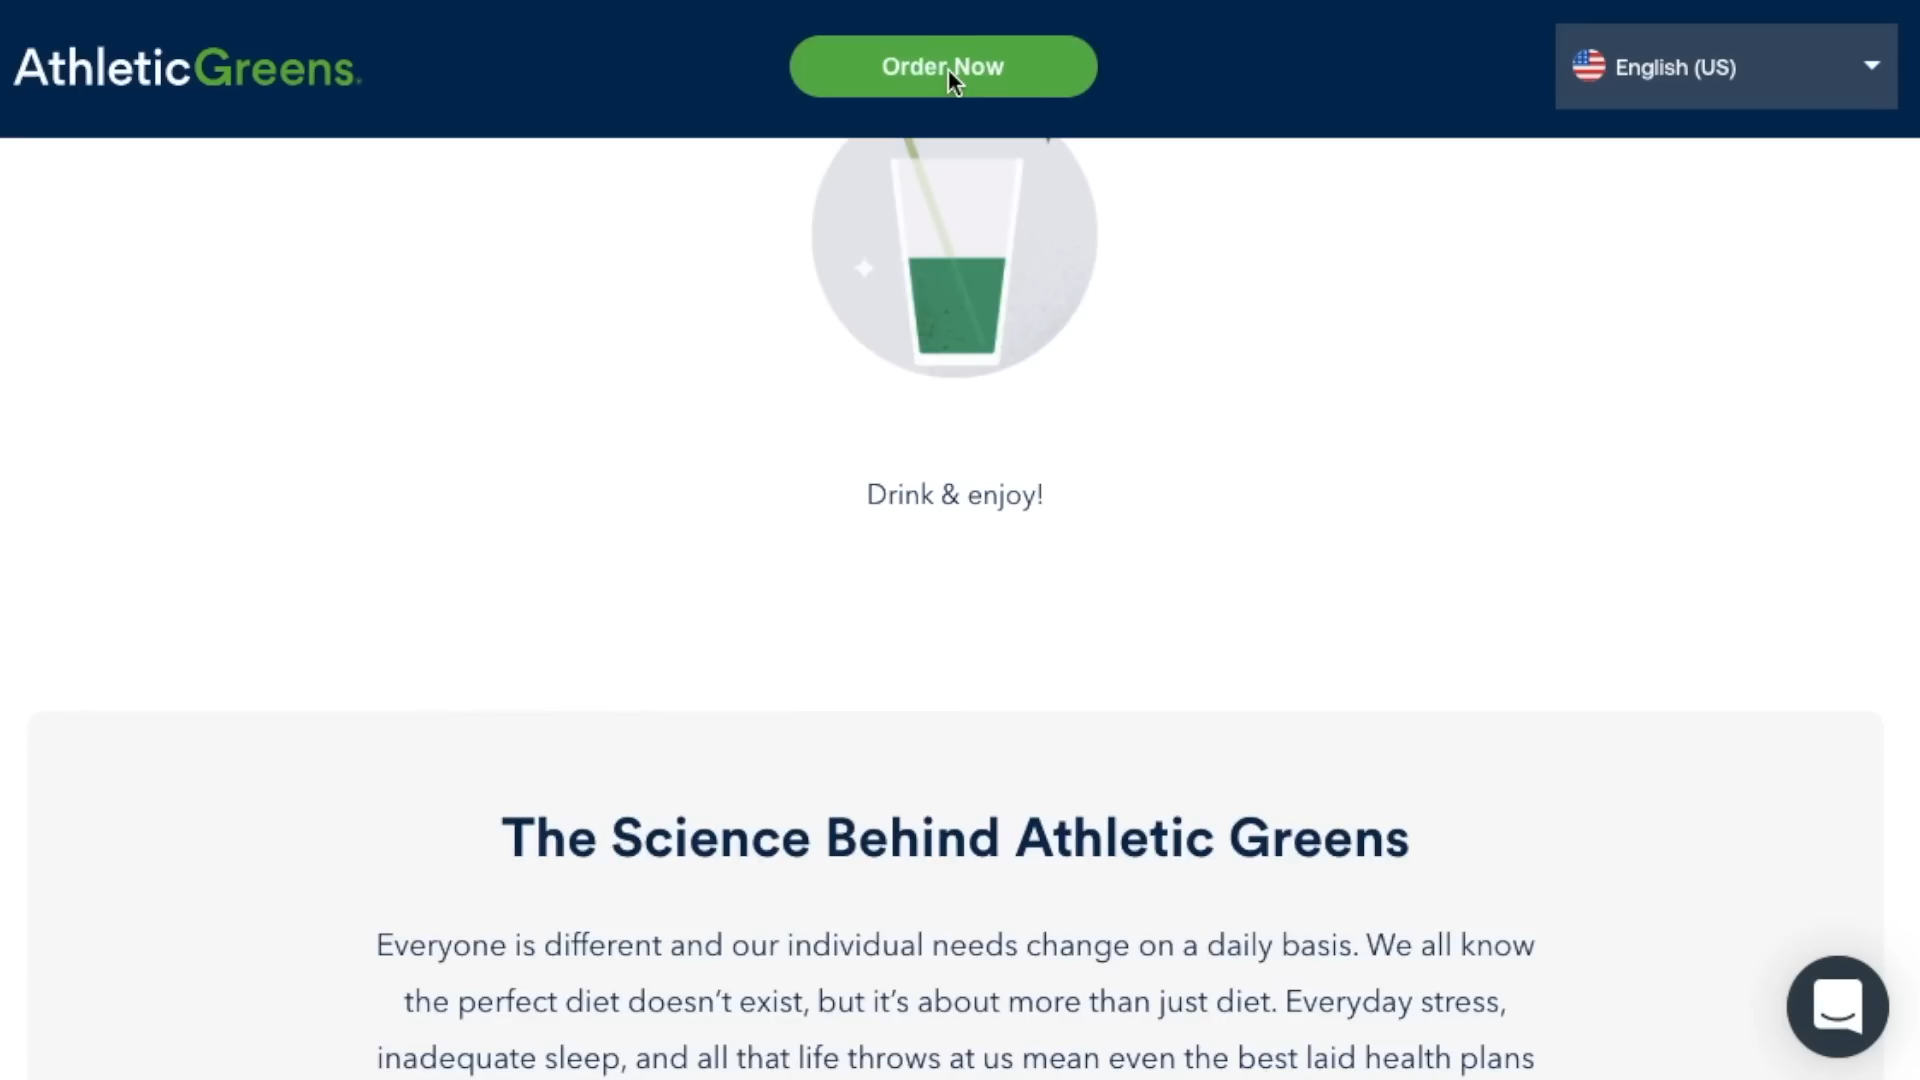 AthleticGreens.
Order Now
English (US)
Drink & enjoy!
The Science Behind Athletic Greens
Everyone is different and our individual needs change on a daily basis. We all know
the perfect diet doesn’t exist, but it’s about more than just diet. Everyday stress,
inadequate sleep, and all that life throws at us mean even the best laid health plans